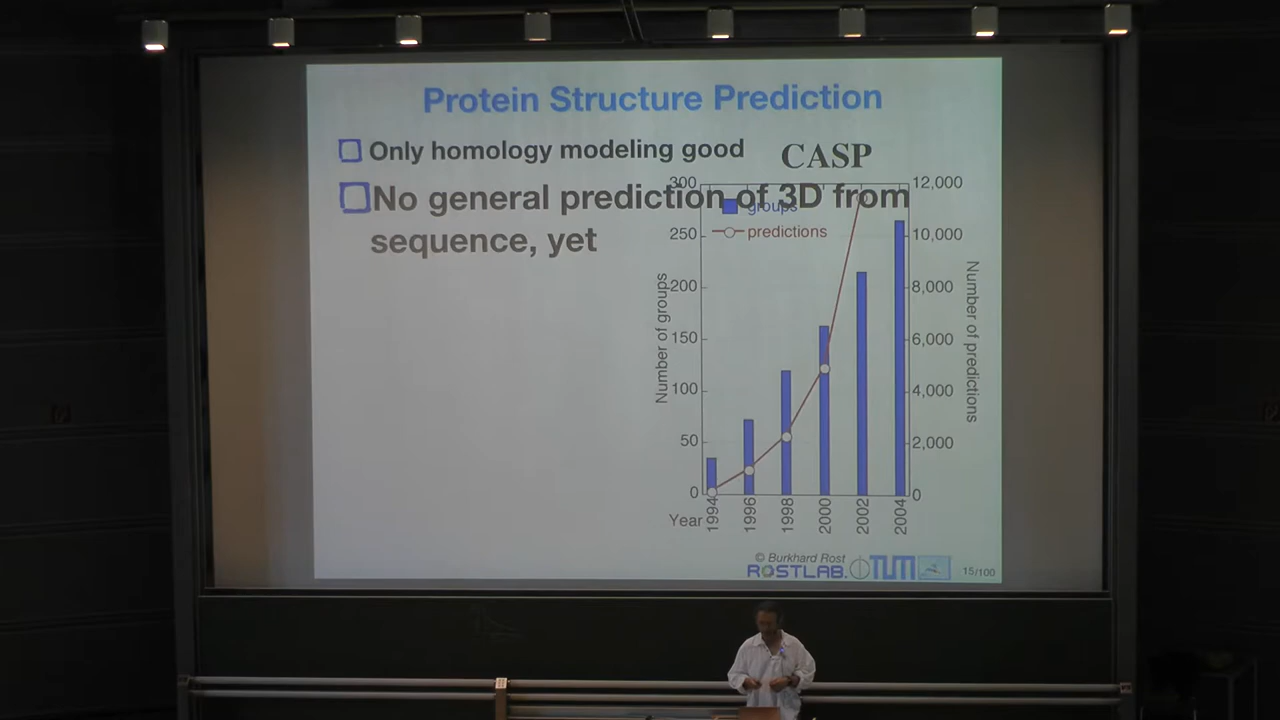 Protein Structure Prediction
Only homology modeling good
CASP
No general prediction of 3D from
sequence, yet
groups
predictions
300
250
200
150
100
50
0
Number of groups
12,000
10,000
8,000
6,000
4,000
2,000
0
Number of predictions
Year 1994 1996 1998 2000 2002 2004
© Burkhard Rost
ROSTLAB. TUM
15/100